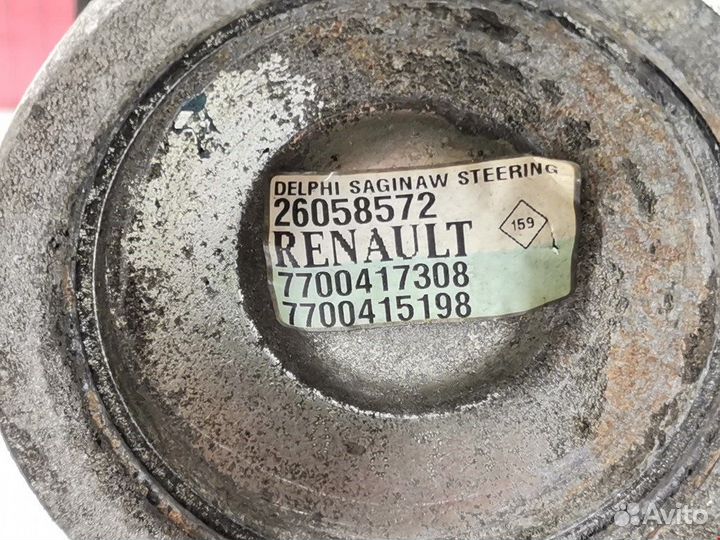 DELPHI SAGINAW STEERING
26058572
159
RENAULT
7700417308
7700415198
Avito